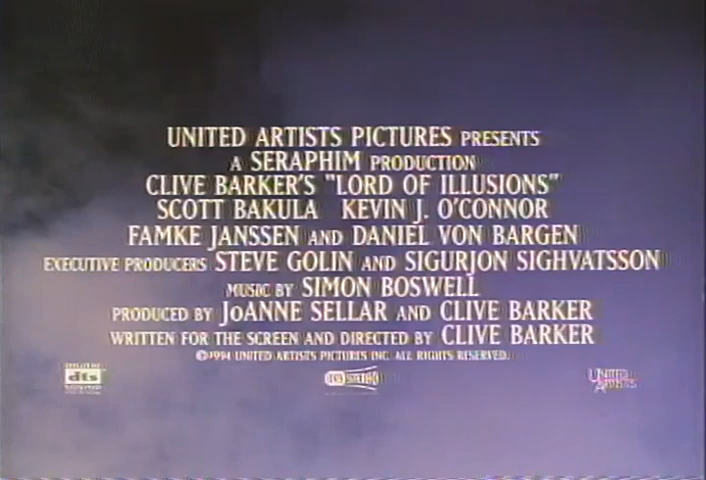 UNITED ARTISTS PICTURES PRESENTS
A SERAPHIM PRODUCTION
CLIVE BARKER'S "LORD OF ILLUSIONS"
SCOTT BAKULA KEVIN J. O'CONNOR
FAMKE JANSSEN AND DANIEL VON BARGEN
EXECUTIVE PRODUCERS STEVE GOLIN AND SIGURJON SIGHVATSSON
MUSIC BY SIMON BOSWELL
PRODUCED BY JoANNE SELLAR AND CLIVE BARKER
WRITTEN FOR THE SCREEN AND DIRECTED BY CLIVE BARKER
©1994 UNITED ARTISTS PICTURES INC. ALL RIGHTS RESERVED.
dts
UNITED
ARTISTS